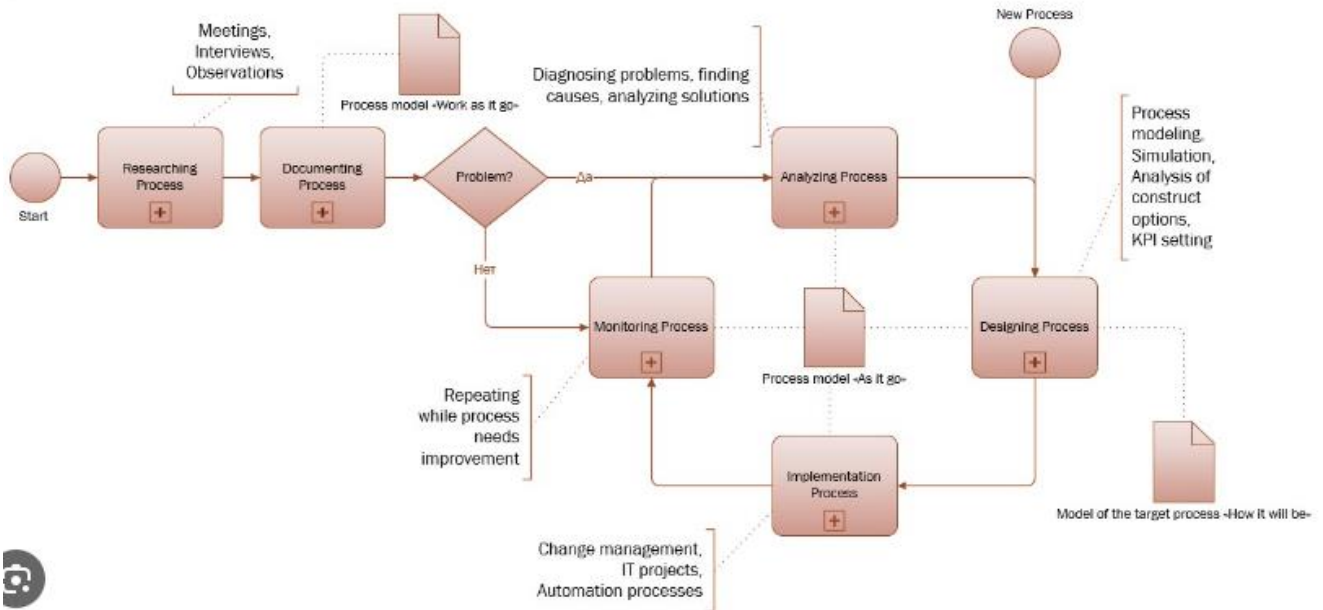 New Process
Meetings,
Interviews,
Observations
Process model «Work as it go»
Diagnosing problems, finding
causes, analyzing solutions
Process
modeling,
Simulation,
Analysis of
construct
options,
KPI setting
Start
Researching
Process
Documenting
Process
Problem?
Да
Analyzing Process
Нет
Monitoring Process
Process model «As it go»
Designing Process
Repeating
while process
needs
improvement
Implementation
Process
Model of the target process «How it will be»
Change management,
IT projects,
Automation processes